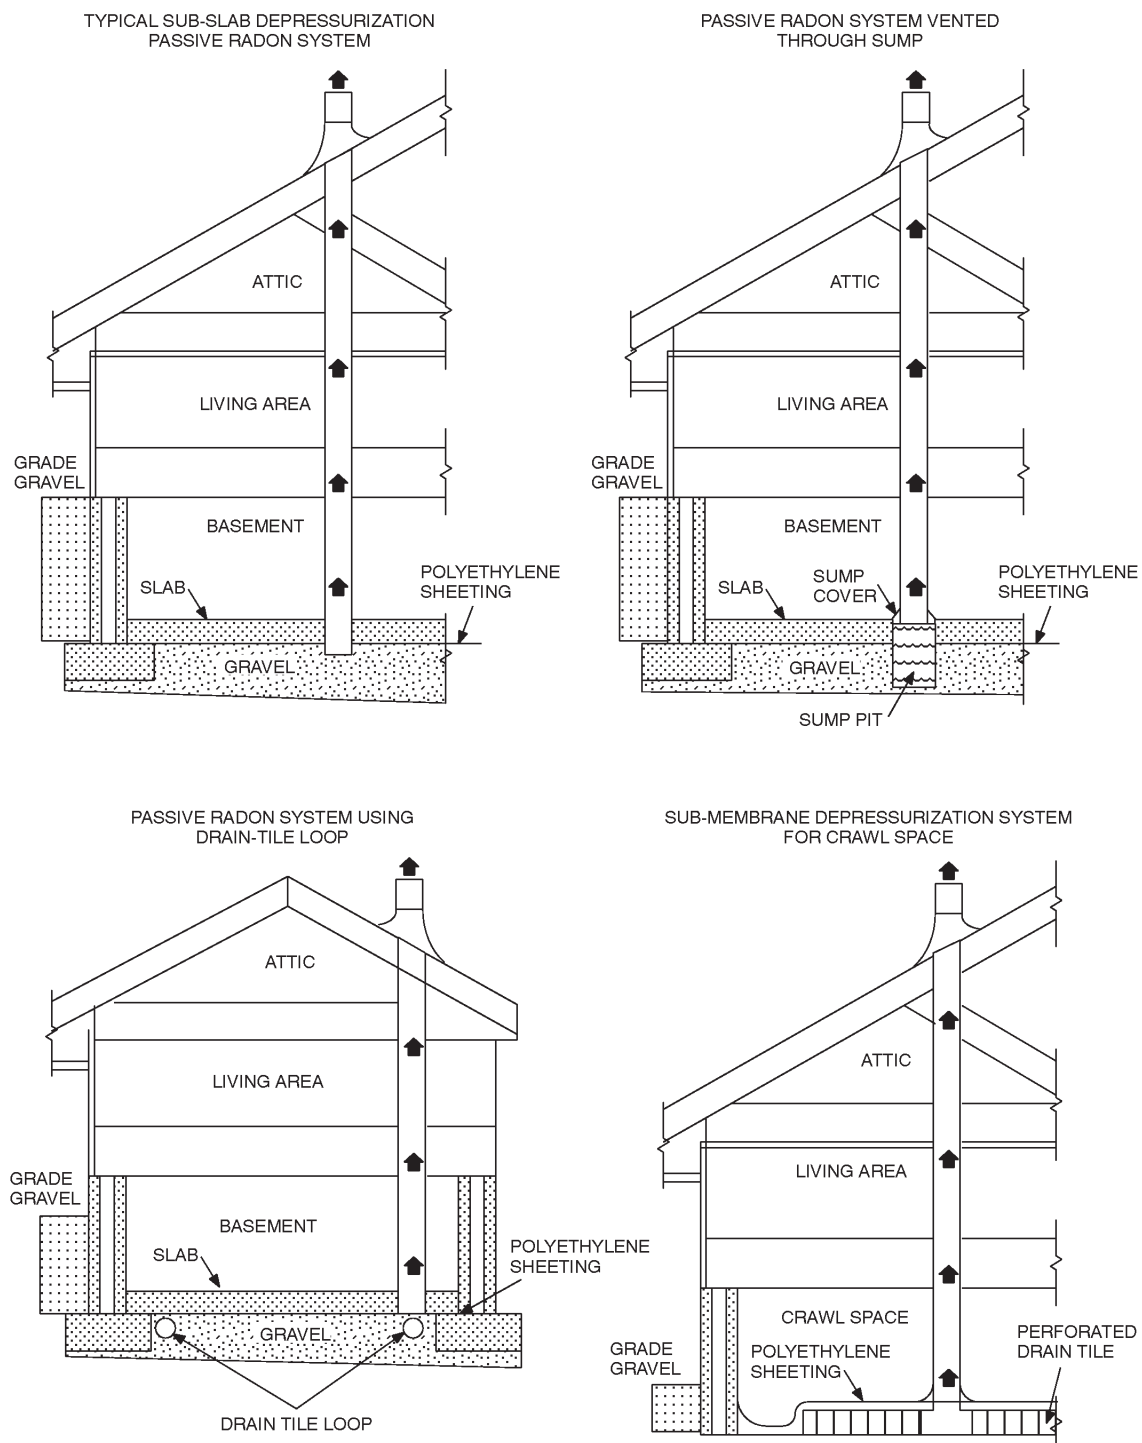 TYPICAL SUB-SLAB DEPRESSURIZATION
PASSIVE RADON SYSTEM
ATTIC
LIVING AREA
GRADE
GRAVEL
BASEMENT
SLAB
POLYETHYLENE
SHEETING
GRAVEL
PASSIVE RADON SYSTEM VENTED
THROUGH SUMP
ATTIC
LIVING AREA
GRADE
GRAVEL
BASEMENT
SLAB
SUMP
COVER
POLYETHYLENE
SHEETING
GRAVEL
SUMP PIT
PASSIVE RADON SYSTEM USING
DRAIN-TILE LOOP
ATTIC
LIVING AREA
GRADE
GRAVEL
BASEMENT
SLAB
POLYETHYLENE
SHEETING
GRAVEL
DRAIN TILE LOOP
SUB-MEMBRANE DEPRESSURIZATION SYSTEM
FOR CRAWL SPACE
ATTIC
LIVING AREA
CRAWL SPACE
GRADE
GRAVEL
POLYETHYLENE
SHEETING
PERFORATED
DRAIN TILE